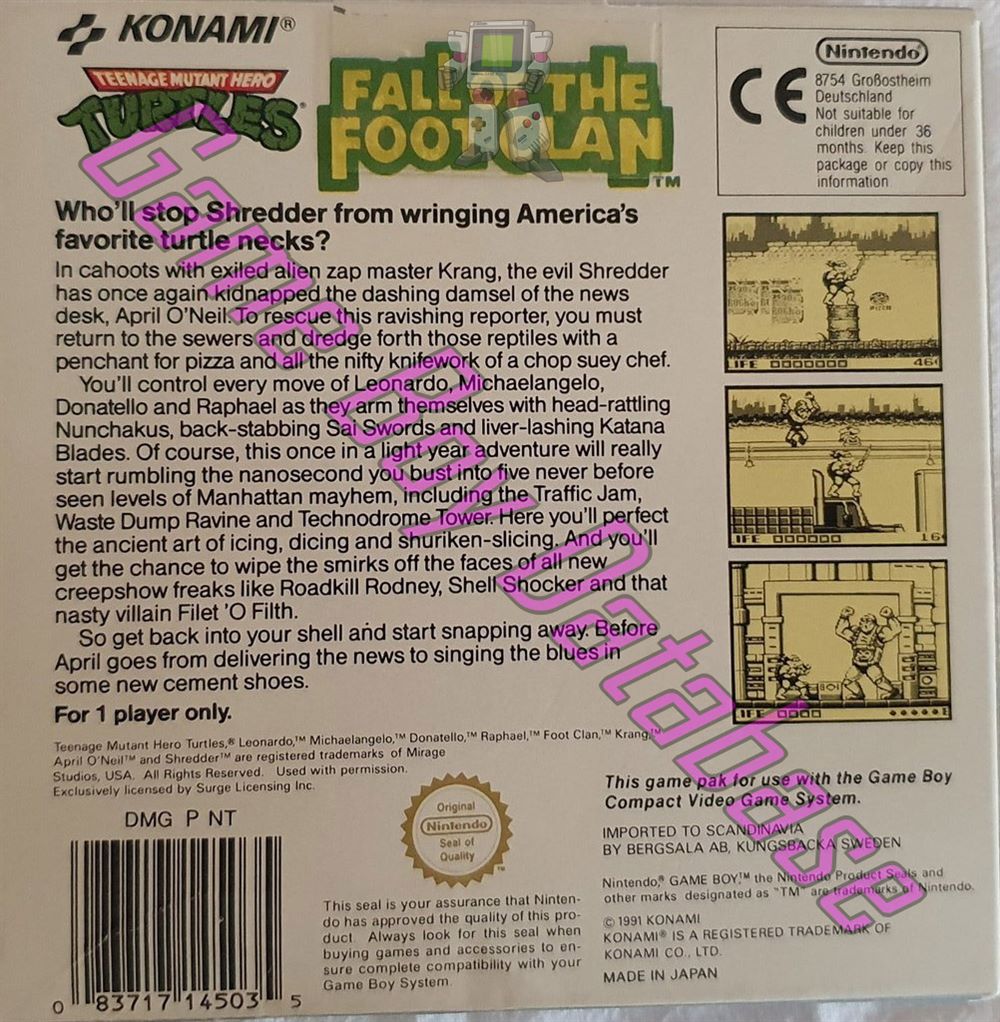 KONAMI®
TEENAGE MUTANT HERO
TURTLES®
FALL OF THE
FOOT CLAN™
Nintendo
CE
8754 Großostheim
Deutschland
Not suitable for
children under 36
months. Keep this
package or copy this
information
Who'll stop Shredder from wringing America's
favorite turtle necks?
In cahoots with exiled alien zap master Krang, the evil Shredder
has once again kidnapped the dashing damsel of the news
desk, April O'Neil. To rescue this ravishing reporter, you must
return to the sewers and dredge forth those reptiles with a
penchant for pizza and all the nifty knifework of a chop suey chef.
You'll control every move of Leonardo, Michaelangelo,
Donatello and Raphael as they arm themselves with head-rattling
Nunchakus, back-stabbing Sai Swords and liver-lashing Katana
Blades. Of course, this once in a light year adventure will really
start rumbling the nanosecond you bust into five never before
seen levels of Manhattan mayhem, including the Traffic Jam,
Waste Dump Ravine and Technodrome Tower. Here you'll perfect
the ancient art of icing, dicing and shuriken-slicing. And you'll
get the chance to wipe the smirks off the faces of all new
creepshow freaks like Roadkill Rodney, Shell Shocker and that
nasty villain Filet 'O Filth.
So get back into your shell and start snapping away. Before
April goes from delivering the news to singing the blues in
some new cement shoes.
For 1 player only.
PIZZA
LIFE
46
LIFE
16
LIFE
Teenage Mutant Hero Turtles,® Leonardo,™ Michaelangelo,™ Donatello,™ Raphael,™ Foot Clan,™ Krang,™
April O'Neil™ and Shredder™ are registered trademarks of Mirage
Studios, USA. All Rights Reserved. Used with permission.
Exclusively licensed by Surge Licensing Inc.
DMG P NT
0 83717 14503 5
Original
Nintendo
Seal of
Quality
™
This seal is your assurance that Ninten-
do has approved the quality of this pro-
duct. Always look for this seal when
buying games and accessories to en-
sure complete compatibility with your
Game Boy System.
This game pak for use with the Game Boy
Compact Video Game System.
IMPORTED TO SCANDINAVIA
BY BERGSALA AB, KUNGSBACKA SWEDEN
Nintendo,® GAME BOY,™ the Nintendo Product Seals and
other marks designated as "TM" are trademarks of Nintendo.
© 1991 KONAMI
KONAMI® IS A REGISTERED TRADEMARK OF
KONAMI CO., LTD.
MADE IN JAPAN
Game Boy Database